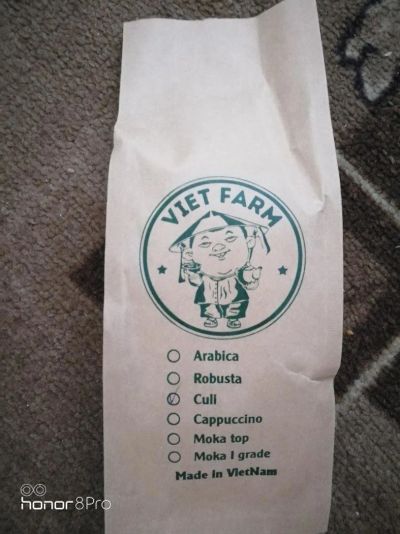 VIET FARM
Arabica
Robusta
Culi
Cappuccino
Moka top
Moka I grade
Made in VietNam
honor 8Pro